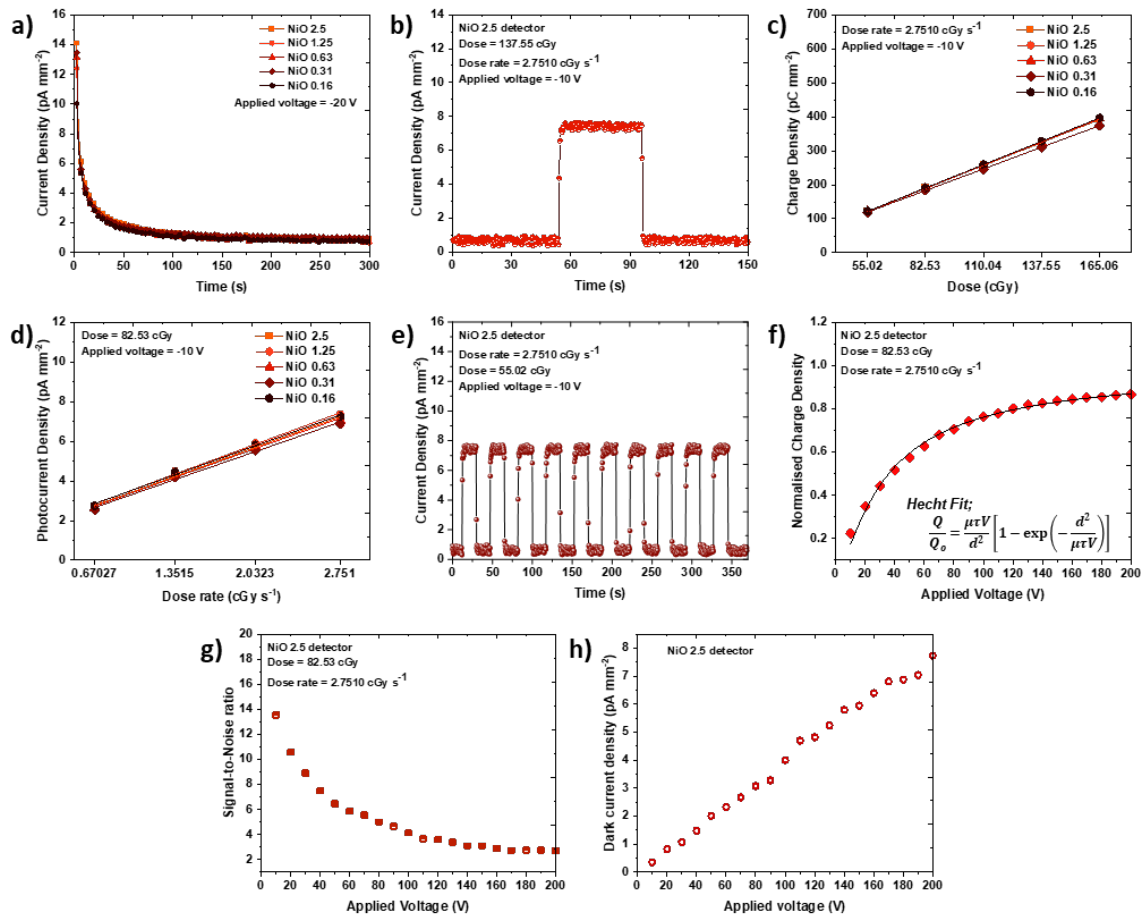 a)
NiO 2.5
NiO 1.25
NiO 0.63
NiO 0.31
NiO 0.16
Applied voltage = -20 V
Current Density (pA mm⁻²)
16
14
12
10
8
6
4
2
0
0 50 100 150 200 250 300
Time (s)
b)
NiO 2.5 detector
Dose = 137.55 cGy
Dose rate = 2.7510 cGy s⁻¹
Applied voltage = -10 V
Current Density (pA mm⁻²)
14
12
10
8
6
4
2
0
0 30 60 90 120 150
Time (s)
c)
Dose rate = 2.7510 cGy s⁻¹
Applied voltage = -10 V
NiO 2.5
NiO 1.25
NiO 0.63
NiO 0.31
NiO 0.16
Charge Density (pC mm⁻²)
700
600
500
400
300
200
100
0
55.02 82.53 110.04 137.55 165.06
Dose (cGy)
d)
Dose = 82.53 cGy
Applied voltage = -10 V
NiO 2.5
NiO 1.25
NiO 0.63
NiO 0.31
NiO 0.16
Photocurrent Density (pA mm⁻²)
12
10
8
6
4
2
0
0.67027 1.3515 2.0323 2.751
Dose rate (cGy s⁻¹)
e)
NiO 2.5 detector
Dose rate = 2.7510 cGy s⁻¹
Dose = 55.02 cGy
Applied voltage = -10 V
Current Density (pA mm⁻²)
14
12
10
8
6
4
2
0
0 50 100 150 200 250 300 350
Time (s)
f)
NiO 2.5 detector
Dose = 82.53 cGy
Dose rate = 2.7510 cGy s⁻¹
Normalised Charge Density
1.2
1.0
0.8
0.6
0.4
0.2
Hecht Fit;
Q/Qₒ = μτV/d² [1 − exp(−d²/μτV)]
0 20 40 60 80 100 120 140 160 180 200
Applied Voltage (V)
g)
NiO 2.5 detector
Dose = 82.53 cGy
Dose rate = 2.7510 cGy s⁻¹
Signal-to-Noise ratio
20
18
16
14
12
10
8
6
4
2
0 20 40 60 80 100 120 140 160 180 200
Applied Voltage (V)
h)
NiO 2.5 detector
Dark current density (pA mm⁻²)
8
7
6
5
4
3
2
1
0
0 20 40 60 80 100 120 140 160 180 200
Applied voltage (V)